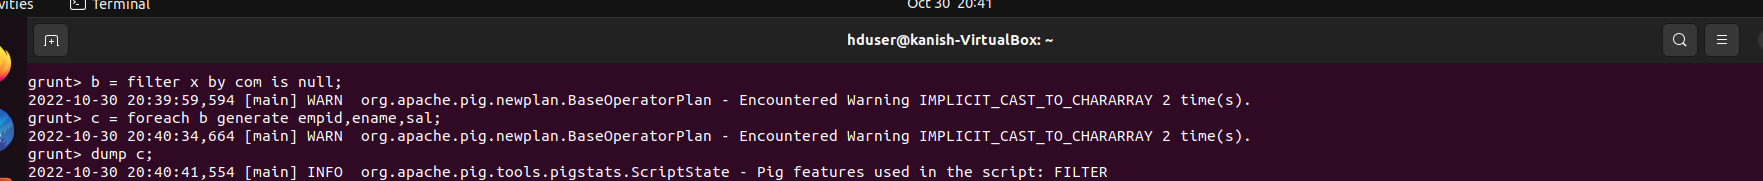 Terminal
Oct 30 20:41
hduser@kanish-VirtualBox: ~
grunt> b = filter x by com is null;
2022-10-30 20:39:59,594 [main] WARN  org.apache.pig.newplan.BaseOperatorPlan - Encountered Warning IMPLICIT_CAST_TO_CHARARRAY 2 time(s).
grunt> c = foreach b generate empid,ename,sal;
2022-10-30 20:40:34,664 [main] WARN  org.apache.pig.newplan.BaseOperatorPlan - Encountered Warning IMPLICIT_CAST_TO_CHARARRAY 2 time(s).
grunt> dump c;
2022-10-30 20:40:41,554 [main] INFO  org.apache.pig.tools.pigstats.ScriptState - Pig features used in the script: FILTER